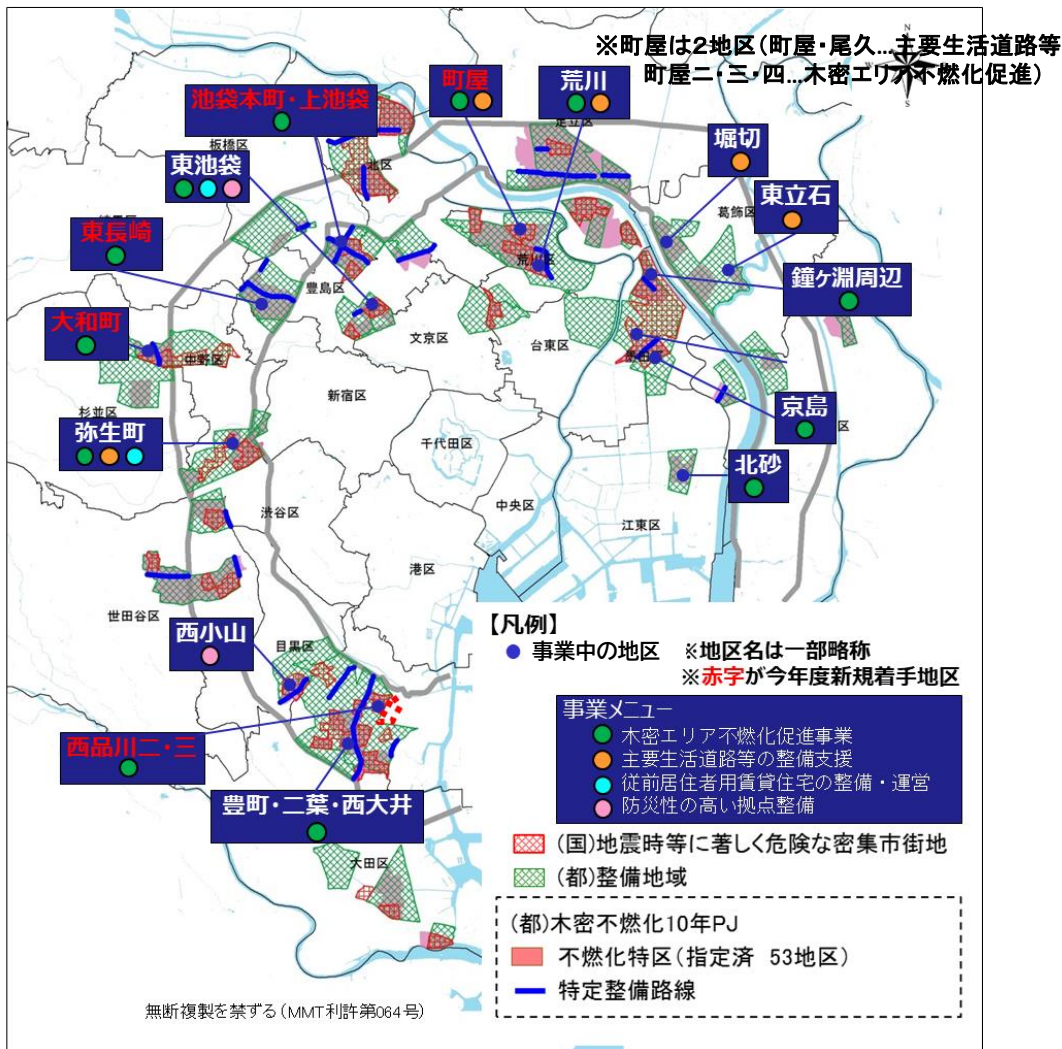 ※町屋は2地区(町屋・尾久…主要生活道路等
町屋二・三・四…木密エリア不燃化促進)
N
S
池袋本町・上池袋
町屋
荒川
足立区
板橋区
北区
堀切
東池袋
葛飾区
東立石
東長崎
荒川区
豊島区
鐘ヶ淵周辺
大和町
文京区
台東区
中野区
新宿区
杉並区
京島
弥生町
千代田区
北砂
中央区
渋谷区
江東区
港区
世田谷区
【凡例】
事業中の地区 ※地区名は一部略称
※赤字が今年度新規着手地区
西小山
目黒区
事業メニュー
木密エリア不燃化促進事業
主要生活道路等の整備支援
従前居住者用賃貸住宅の整備・運営
防災性の高い拠点整備
西品川二・三
豊町・二葉・西大井
(国)地震時等に著しく危険な密集市街地
(都)整備地域
大田区
(都)木密不燃化10年PJ
不燃化特区(指定済 53地区)
特定整備路線
無断複製を禁ずる(MMT利許第064号)